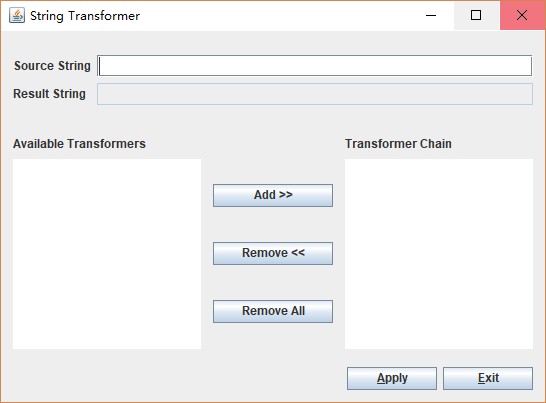 String Transformer
Source String
Result String
Available Transformers
Transformer Chain
Add >>
Remove <<
Remove All
Apply
Exit